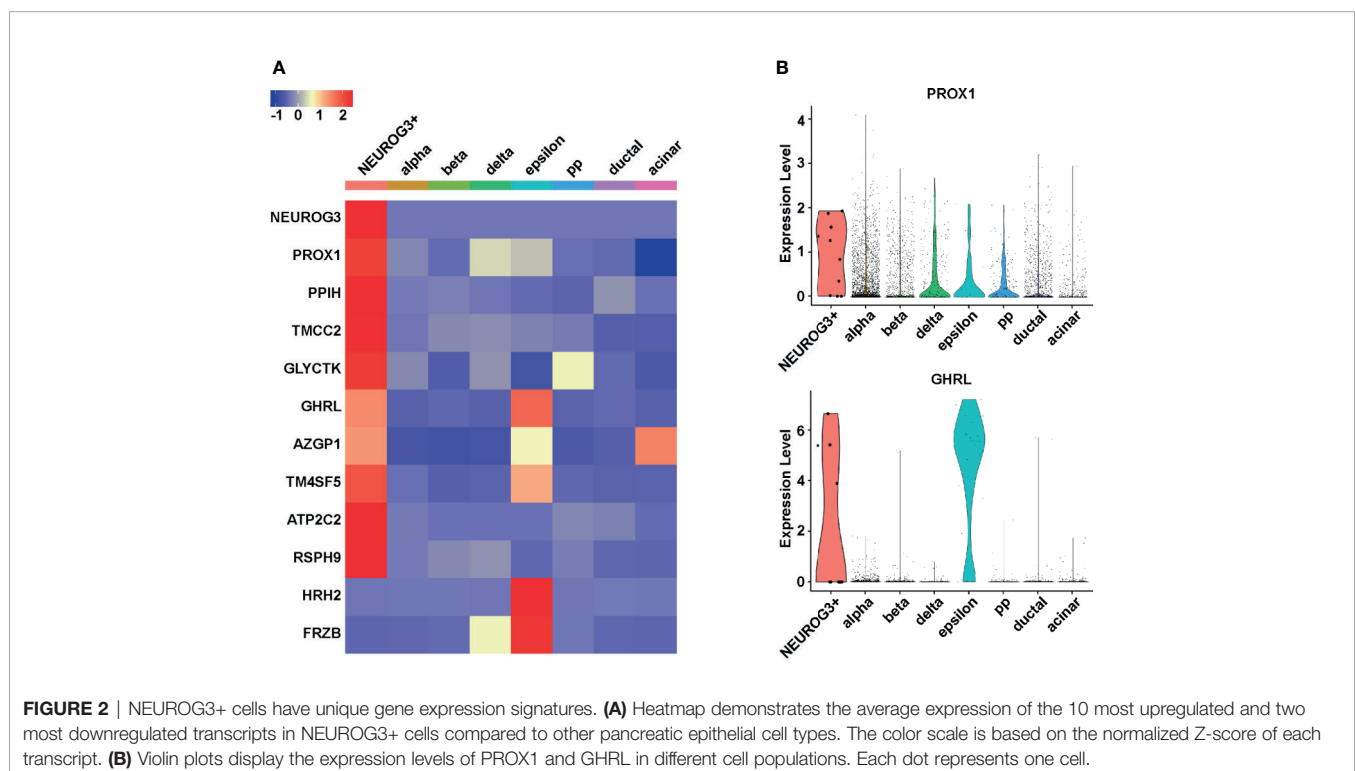 A
-1 0 1 2
NEUROG3+ alpha beta delta epsilon pp ductal acinar
NEUROG3
PROX1
PPIH
TMCC2
GLYCTK
GHRL
AZGP1
TM4SF5
ATP2C2
RSPH9
HRH2
FRZB
B
PROX1
Expression Level
4
3
2
1
0
NEUROG3+ alpha beta delta epsilon pp ductal acinar
GHRL
Expression Level
6
4
2
0
NEUROG3+ alpha beta delta epsilon pp ductal acinar
FIGURE 2 | NEUROG3+ cells have unique gene expression signatures. (A) Heatmap demonstrates the average expression of the 10 most upregulated and two
most downregulated transcripts in NEUROG3+ cells compared to other pancreatic epithelial cell types. The color scale is based on the normalized Z-score of each
transcript. (B) Violin plots display the expression levels of PROX1 and GHRL in different cell populations. Each dot represents one cell.